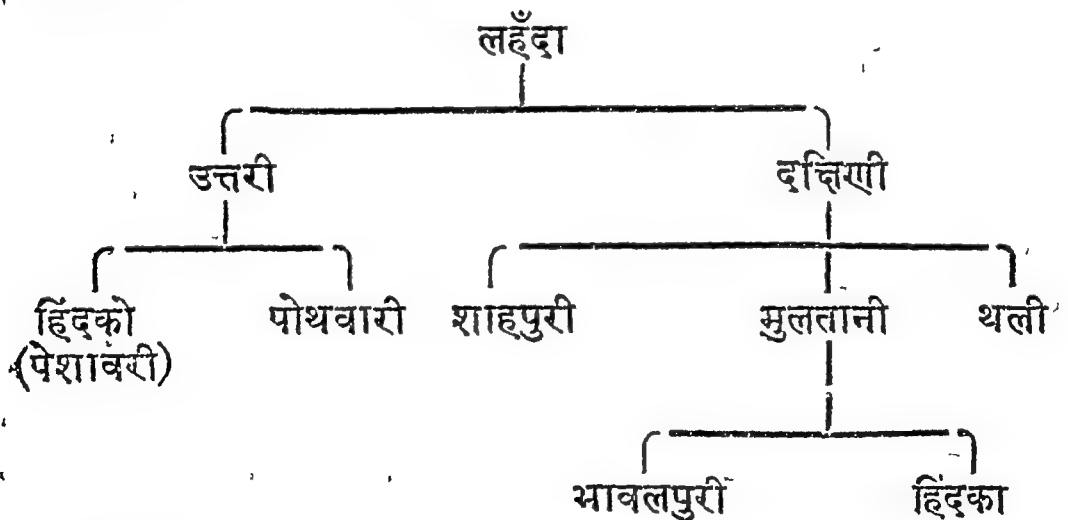 लहँदा
उत्तरी दक्षिणी
हिंदको पोथवारी शाहपुरी मुलतानी थली
(पेशावरी)
भावलपुरी हिंदका